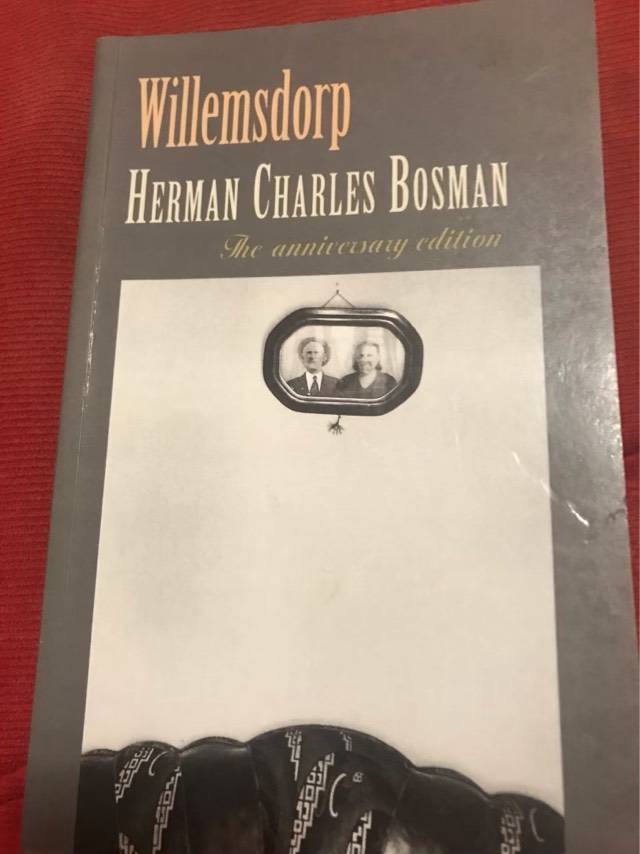 Willemsdorp
HERMAN CHARLES BOSMAN
The anniversary edition